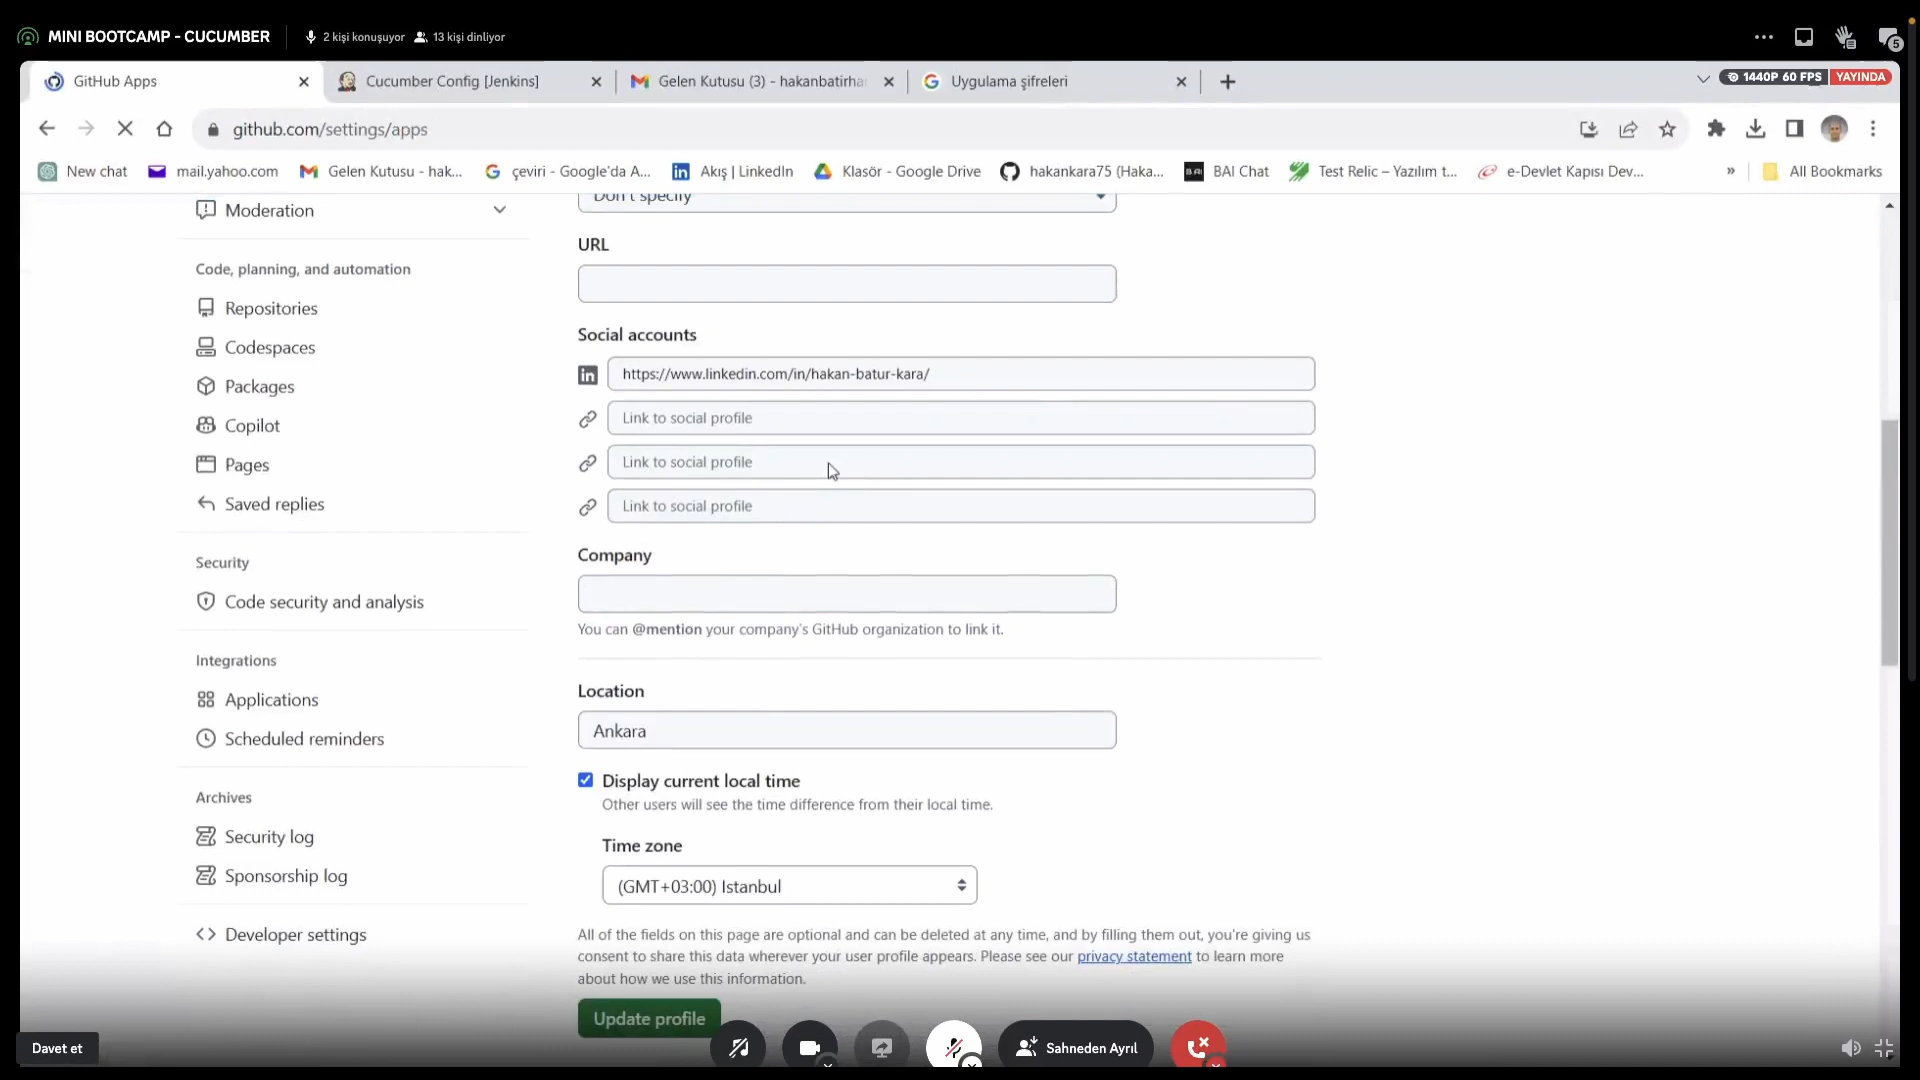 MINI BOOTCAMP - CUCUMBER
2 kişi konuşuyor
13 kişi dinliyor
5
GitHub Apps
Cucumber Config [Jenkins]
Gelen Kutusu (3) - hakanbatirha
Uygulama şifreleri
1440P 60 FPS
YAYINDA
github.com/settings/apps
New chat
mail.yahoo.com
Gelen Kutusu - hak...
çeviri - Google'da A...
Akış | LinkedIn
Klasör - Google Drive
hakankara75 (Haka...
B.AI
BAI Chat
Test Relic – Yazılım t...
e-Devlet Kapısı Dev...
»
All Bookmarks
Moderation
Code, planning, and automation
Repositories
Codespaces
Packages
Copilot
Pages
Saved replies
Security
Code security and analysis
Integrations
Applications
Scheduled reminders
Archives
Security log
Sponsorship log
Developer settings
Don't specify
URL
Social accounts
https://www.linkedin.com/in/hakan-batur-kara/
Link to social profile
Link to social profile
Link to social profile
Company
You can @mention your company's GitHub organization to link it.
Location
Ankara
Display current local time
Other users will see the time difference from their local time.
Time zone
(GMT+03:00) Istanbul
All of the fields on this page are optional and can be deleted at any time, and by filling them out, you're giving us
consent to share this data wherever your user profile appears. Please see our privacy statement to learn more
about how we use this information.
Update profile
Davet et
Sahneden Ayrıl